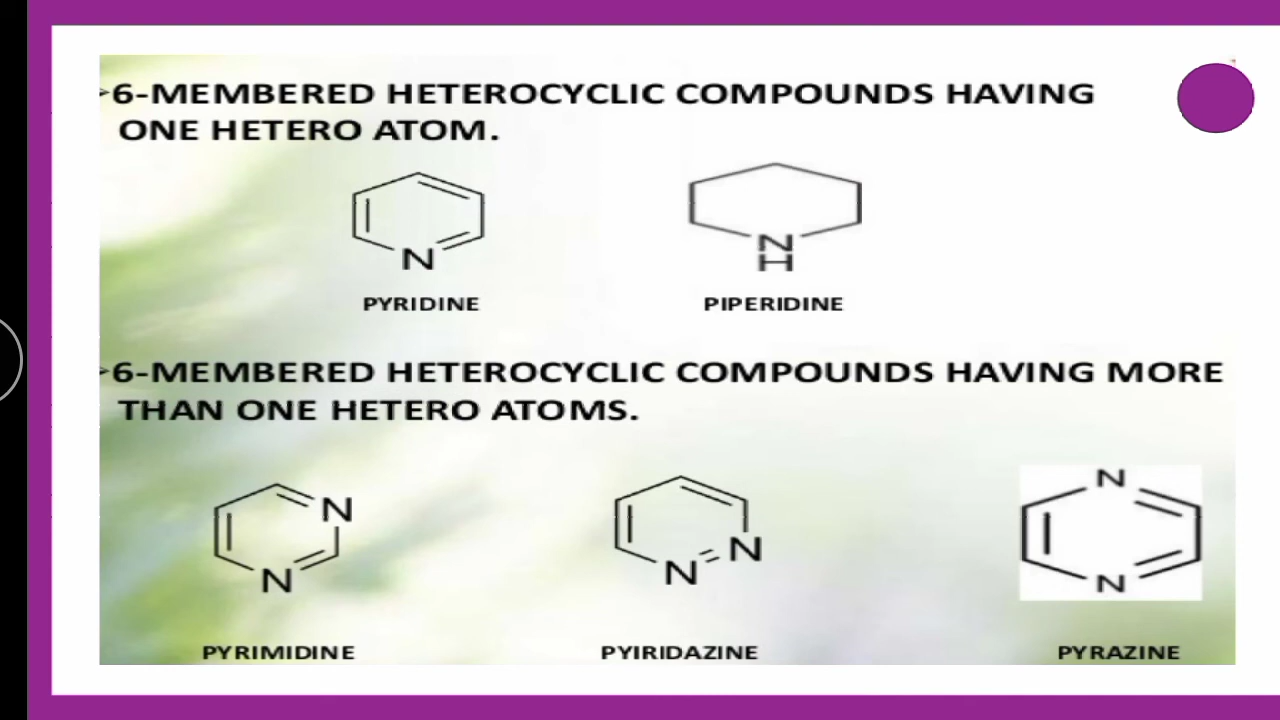 6-MEMBERED HETEROCYCLIC COMPOUNDS HAVING
ONE HETERO ATOM.
N
N
H
PYRIDINE
PIPERIDINE
6-MEMBERED HETEROCYCLIC COMPOUNDS HAVING MORE
THAN ONE HETERO ATOMS.
N
N
N
N
N
N
PYRIMIDINE
PYIRIDAZINE
PYRAZINE